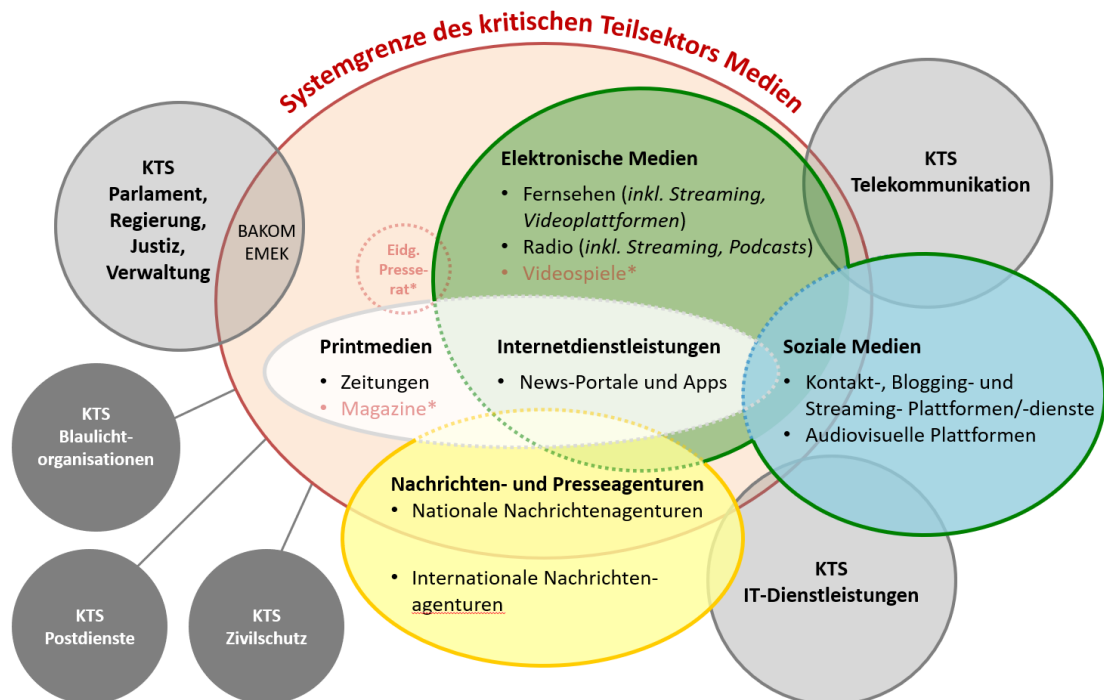 Systemgrenze des kritischen Teilsektors Medien
KTS
Parlament,
Regierung,
Justiz,
Verwaltung
BAKOM
EMEK
Eidg.
Presse-
rat*
Elektronische Medien
• Fernsehen (inkl. Streaming,
Videoplattformen)
• Radio (inkl. Streaming, Podcasts)
• Videospiele*
KTS
Telekommunikation
Printmedien
• Zeitungen
• Magazine*
Internetdienstleistungen
• News-Portale und Apps
Soziale Medien
• Kontakt-, Blogging- und
Streaming- Plattformen/-dienste
• Audiovisuelle Plattformen
KTS
Blaulicht-
organisationen
Nachrichten- und Presseagenturen
• Nationale Nachrichtenagenturen
• Internationale Nachrichten-
agenturen
KTS
IT-Dienstleistungen
KTS
Postdienste
KTS
Zivilschutz